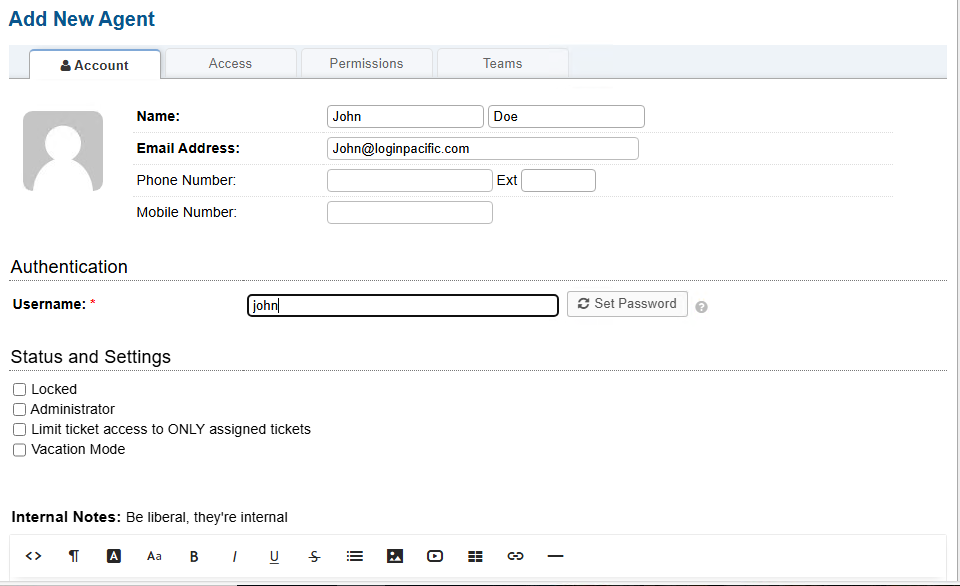 Add New Agent
Account Access Permissions Teams
Name: John Doe
Email Address: John@loginpacific.com
Phone Number: Ext
Mobile Number:
Authentication
Username: * john Set Password ?
Status and Settings
Locked
Administrator
Limit ticket access to ONLY assigned tickets
Vacation Mode
Internal Notes: Be liberal, they're internal
<> ¶ A Aa B I U S